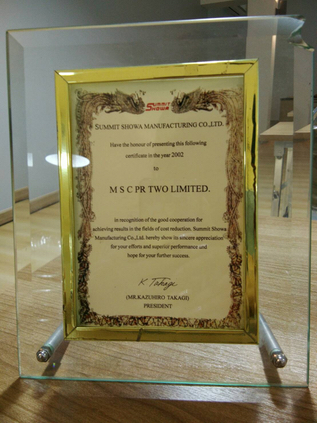 SUMMIT
SHOWA
SUMMIT SHOWA MANUFACTURING CO.,LTD.
Have the honour of presenting this following
certificate in the year 2002
to
M S C PR TWO LIMITED.
in recognition of the good cooperation for
achieving results in the fields of cost reduction. Summit Showa
Manufacturing Co.,Ltd. hereby show its sincere appreciation
for your efforts and superior performance and
hope for your further success.
K. Takagi
(MR.KAZUHIRO TAKAGI)
PRESIDENT